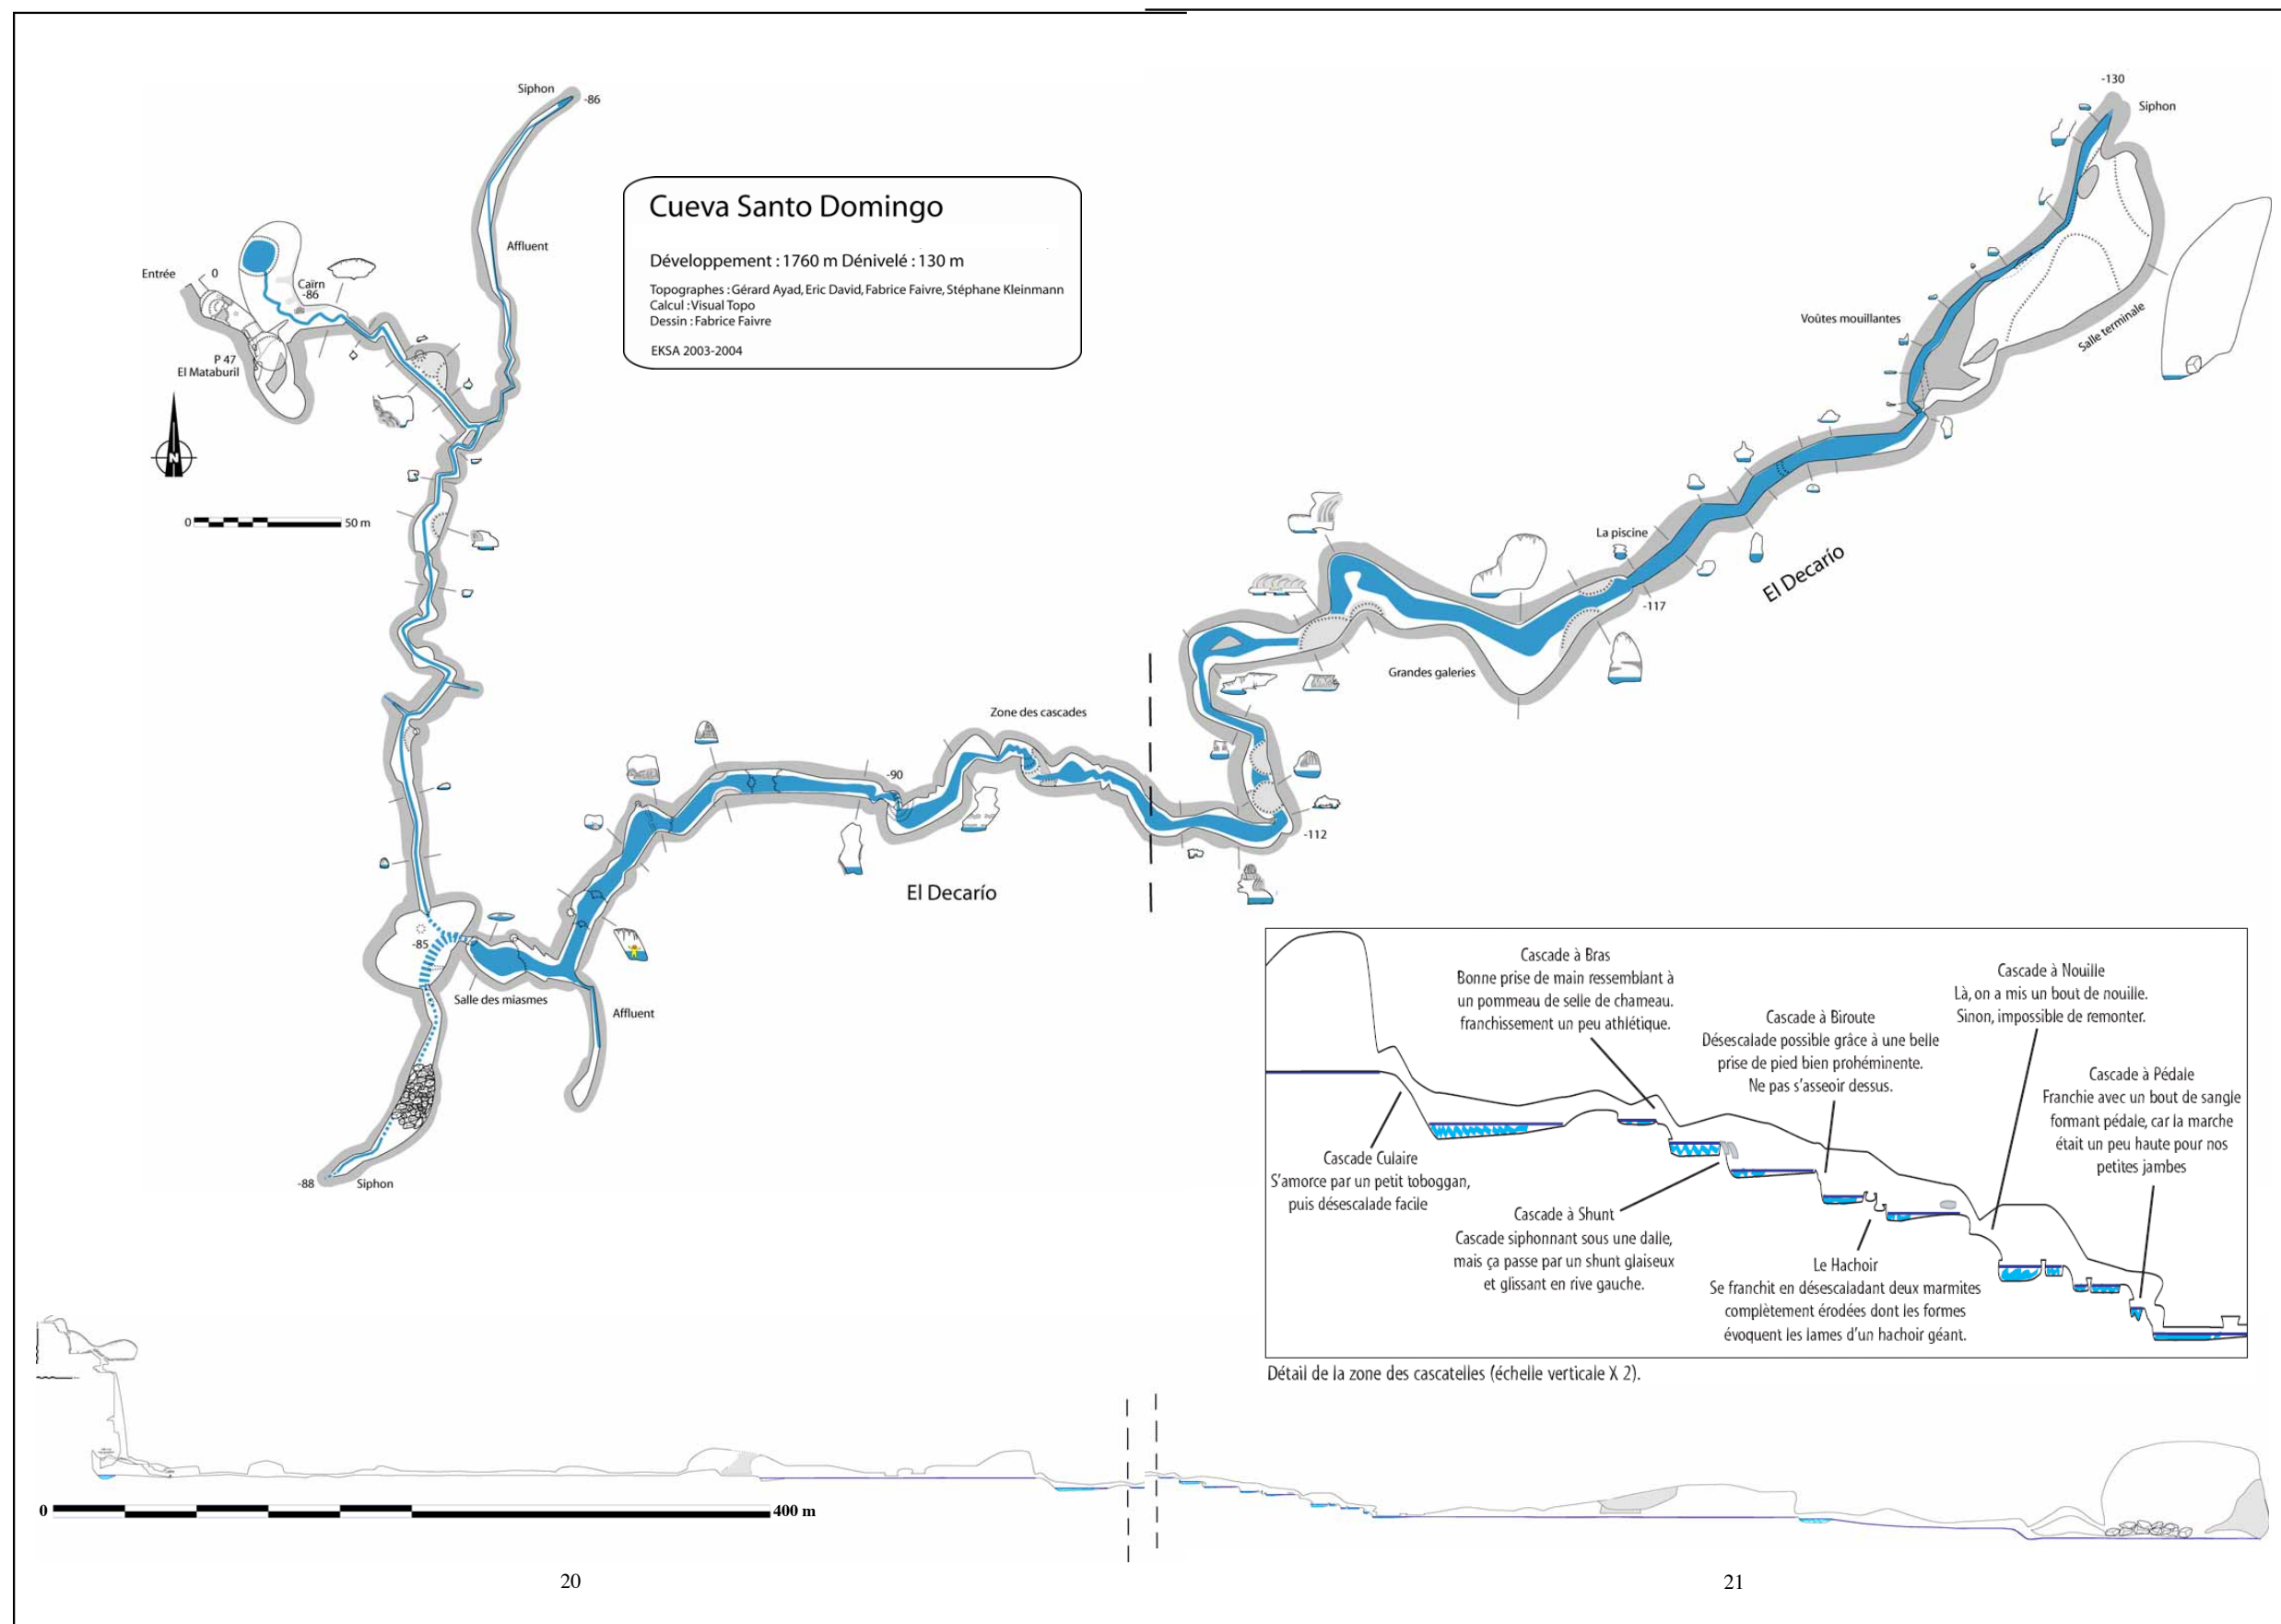 Siphon
-86
-130
Siphon
Cueva Santo Domingo
Développement : 1760 m Dénivelé : 130 m
Topographes : Gérard Ayad, Eric David, Fabrice Faivre, Stéphane Kleinmann
Calcul : Visual Topo
Dessin : Fabrice Faivre
EKSA 2003-2004
Affluent
Entrée
0
Caïrn
-86
P 47
El Mataburil
N
0
50 m
Voûtes mouillantes
Salle terminale
La piscine
El Decarío
-117
Grandes galeries
Zone des cascades
-90
-112
El Decarío
-85
Salle des miasmes
Affluent
-88
Siphon
Cascade à Bras
Bonne prise de main ressemblant à
un pommeau de selle de chameau.
franchissement un peu athlétique.
Cascade à Nouille
Là, on a mis un bout de nouille.
Sinon, impossible de remonter.
Cascade à Biroute
Désescalade possible grâce à une belle
prise de pied bien prohéminente.
Ne pas s'asseoir dessus.
Cascade à Pédale
Franchie avec un bout de sangle
formant pédale, car la marche
était un peu haute pour nos
petites jambes
Cascade Culaire
S'amorce par un petit toboggan,
puis désescalade facile
Cascade à Shunt
Cascade siphonnant sous une dalle,
mais ça passe par un shunt glaiseux
et glissant en rive gauche.
Le Hachoir
Se franchit en désescaladant deux marmites
complètement érodées dont les formes
évoquent les lames d'un hachoir géant.
Détail de la zone des cascatelles (échelle verticale X 2).
0
400 m
20
21